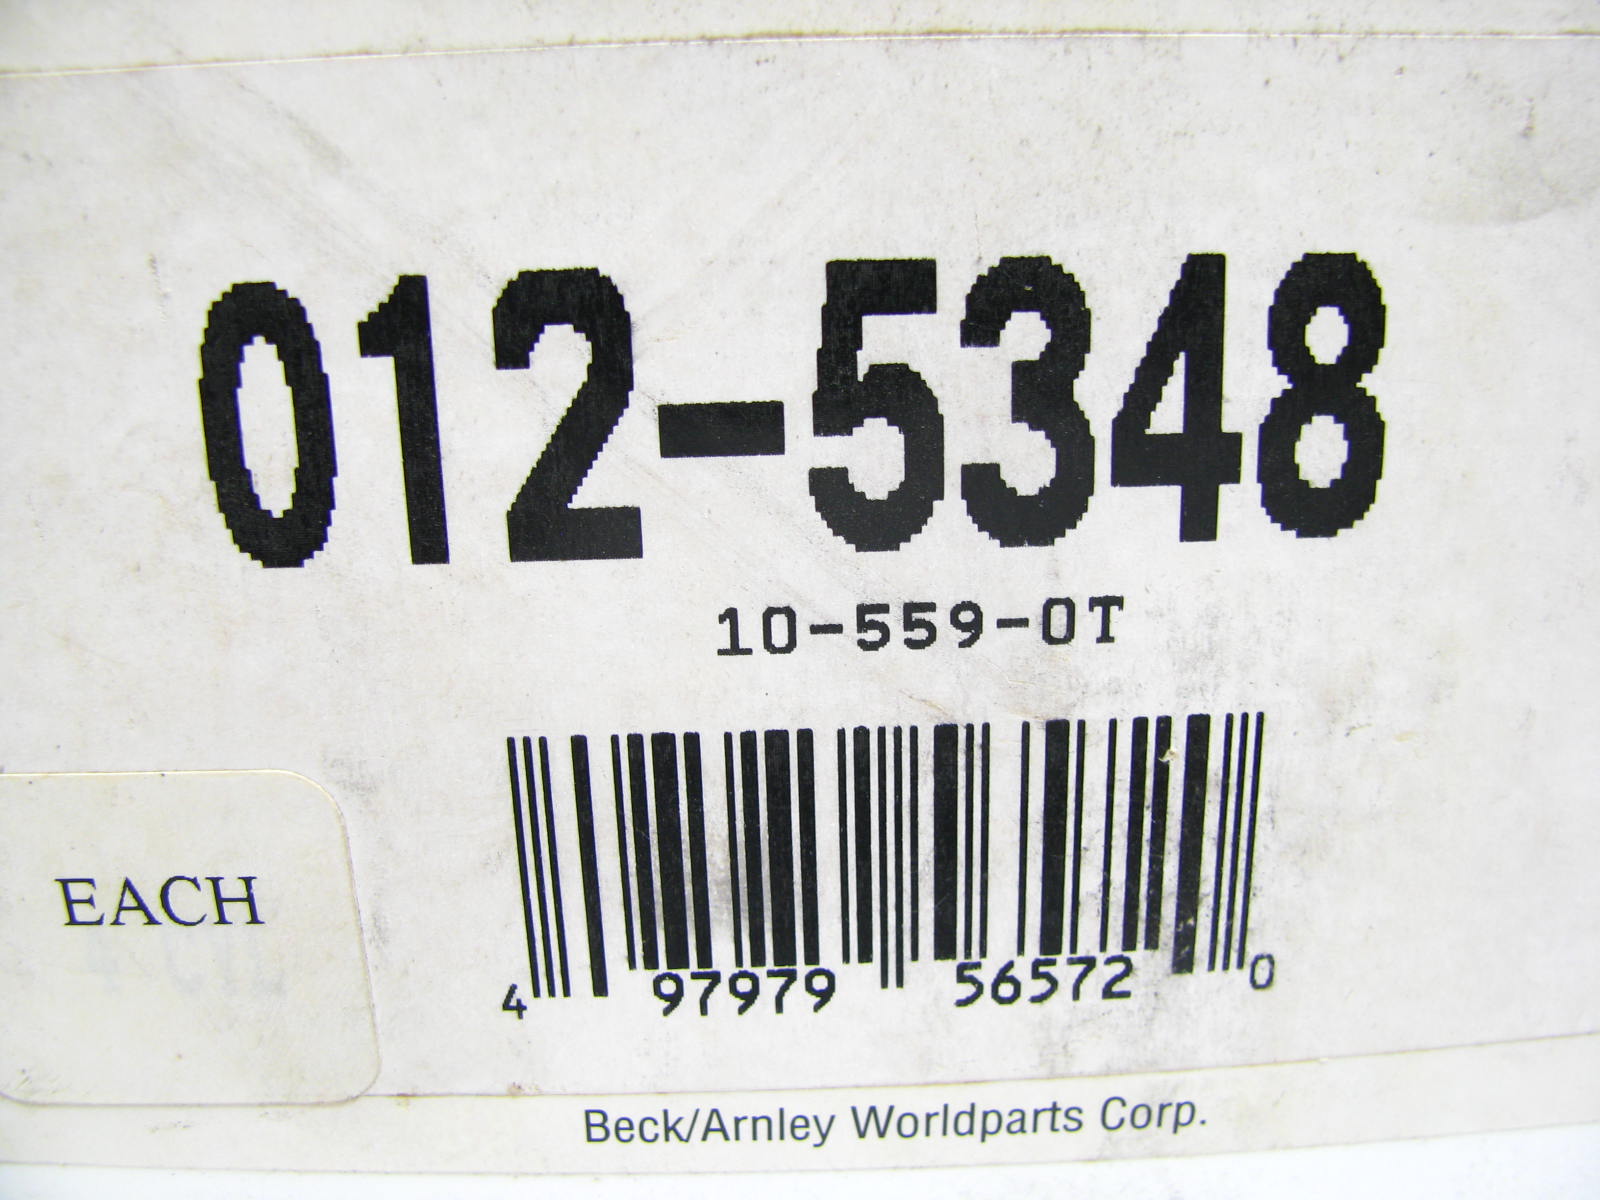 012-5348
10-559-0T
EACH
4 97979 56572 0
Beck/Arnley Worldparts Corp.